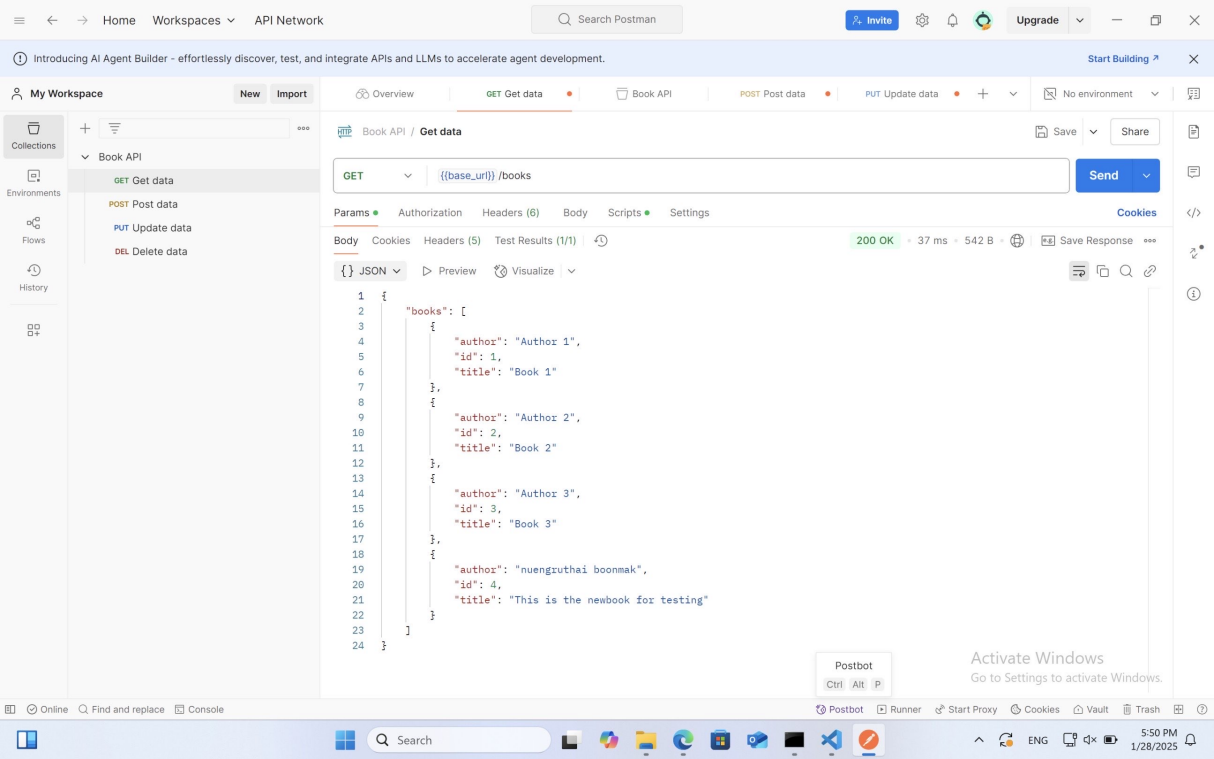 Home Workspaces API Network Search Postman Invite Upgrade
Introducing AI Agent Builder - effortlessly discover, test, and integrate APIs and LLMs to accelerate agent development. Start Building
My Workspace New Import Overview GET Get data Book API POST Post data PUT Update data No environment
Collections
Environments
Flows
History
Book API
GET Get data
POST Post data
PUT Update data
DEL Delete data
HTTP Book API / Get data Save Share
GET {{base_url}} /books Send
Params Authorization Headers (6) Body Scripts Settings Cookies
Body Cookies Headers (5) Test Results (1/1) 200 OK 37 ms 542 B Save Response
{} JSON Preview Visualize
1 {
2 "books": [
3 {
4 "author": "Author 1",
5 "id": 1,
6 "title": "Book 1"
7 },
8 {
9 "author": "Author 2",
10 "id": 2,
11 "title": "Book 2"
12 },
13 {
14 "author": "Author 3",
15 "id": 3,
16 "title": "Book 3"
17 },
18 {
19 "author": "nuengruthai boonmak",
20 "id": 4,
21 "title": "This is the newbook for testing"
22 }
23 ]
24 }
Postbot
Ctrl Alt P
Activate Windows
Go to Settings to activate Windows.
Online Find and replace Console Postbot Runner Start Proxy Cookies Vault Trash
Search ENG 5:50 PM
1/28/2025